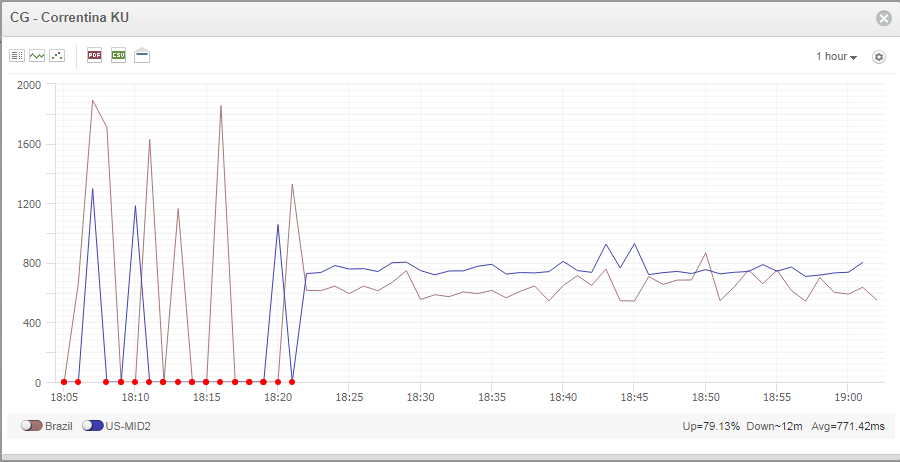 CG - Correntina KU
PDF CSV 1 hour
2000
1600
1200
800
400
0
18:05 18:10 18:15 18:20 18:25 18:30 18:35 18:40 18:45 18:50 18:55 19:00
Brazil US-MID2 Up=79.13% Down~12m Avg=771.42ms